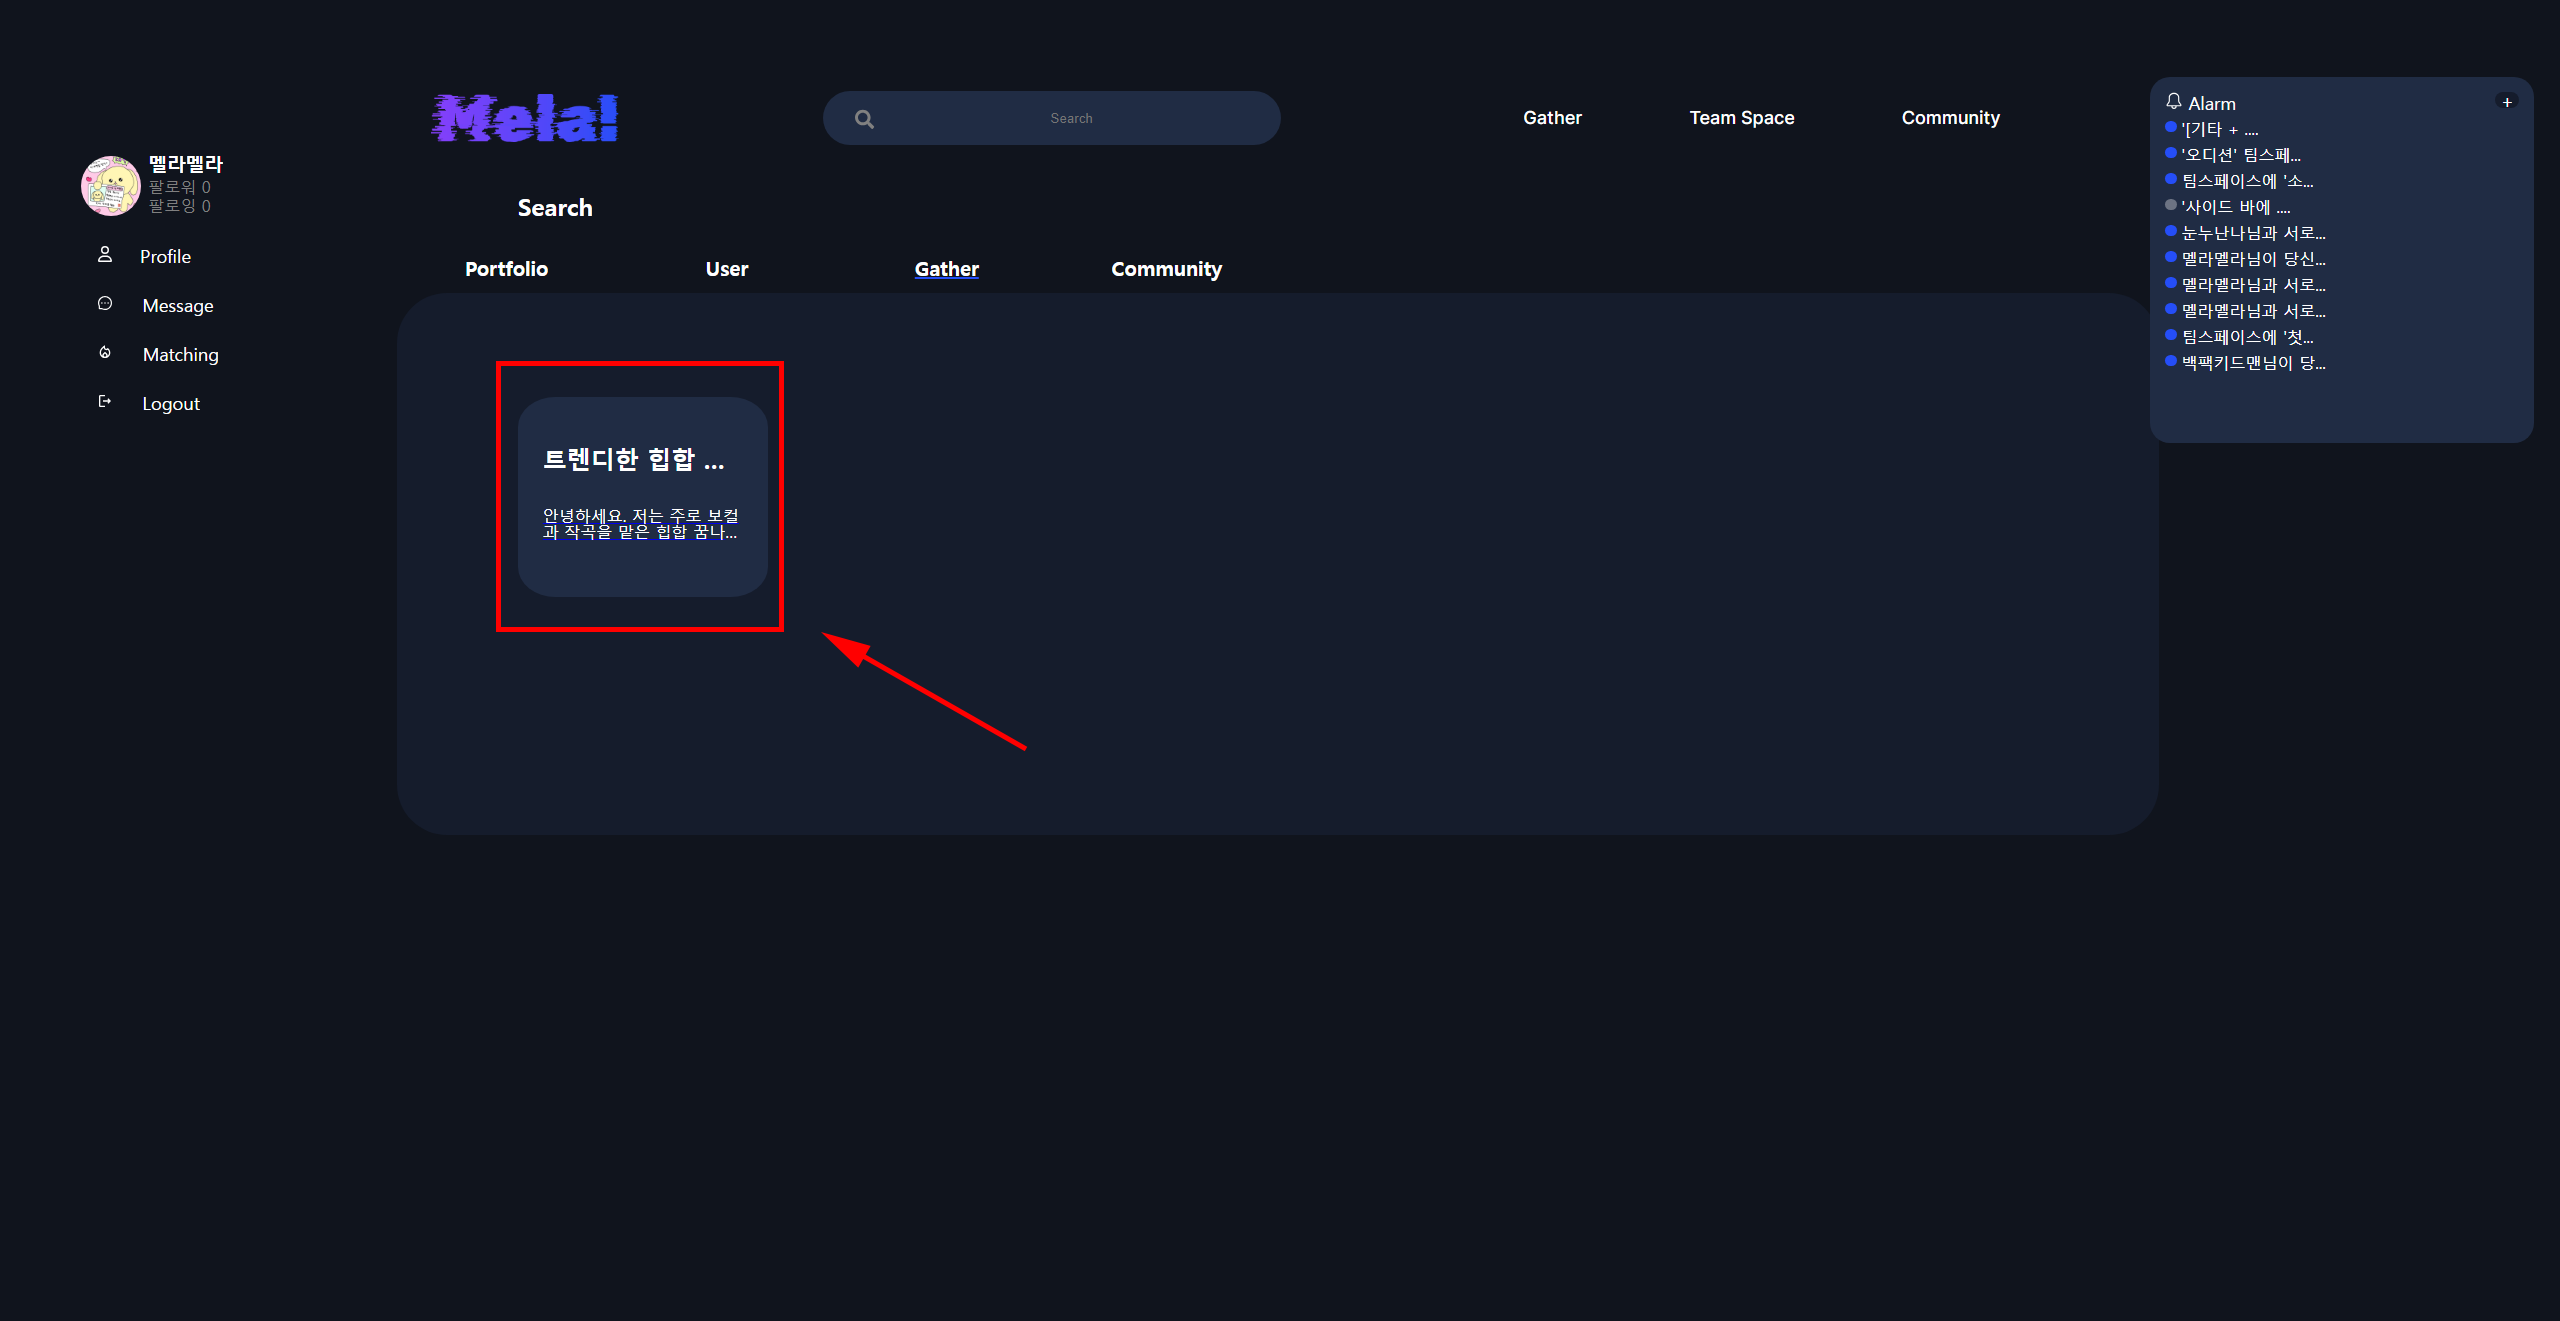 Mela!
Search
Gather
Team Space
Community
멜라멜라
팔로워 0
팔로잉 0
Profile
Message
Matching
Logout
Search
Portfolio
User
Gather
Community
트렌디한 힙합 ...
안녕하세요. 저는 주로 보컬
과 작곡을 맡은 힙합 꿈나...
Alarm
+
'[기타 + ....
'오디션' 팀스페...
팀스페이스에 '소...
'사이드 바에 ....
눈누난나님과 서로...
멜라멜라님이 당신...
멜라멜라님과 서로...
멜라멜라님과 서로...
팀스페이스에 '첫...
백팩키드맨님이 당...